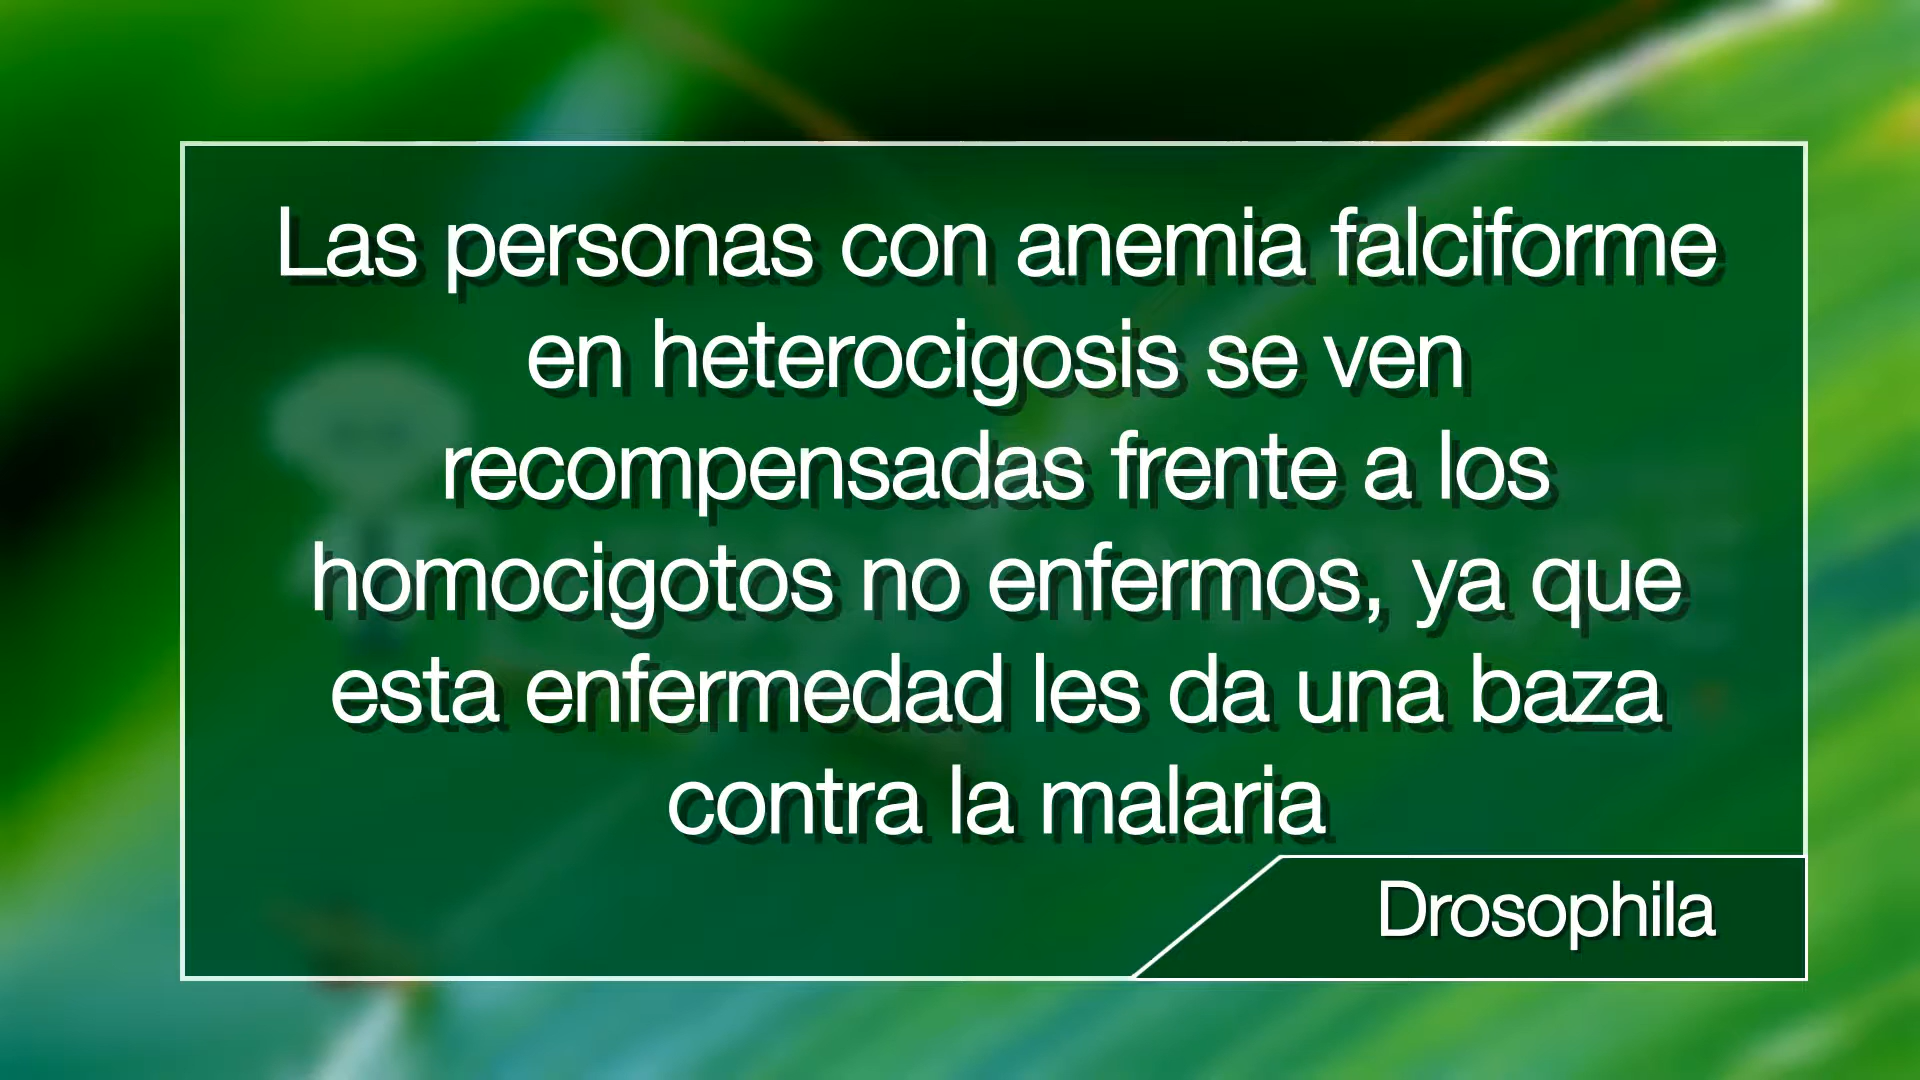 Las personas con anemia falciforme
en heterocigosis se ven
recompensadas frente a los
homocigotos no enfermos, ya que
esta enfermedad les da una baza
contra la malaria
Drosophila